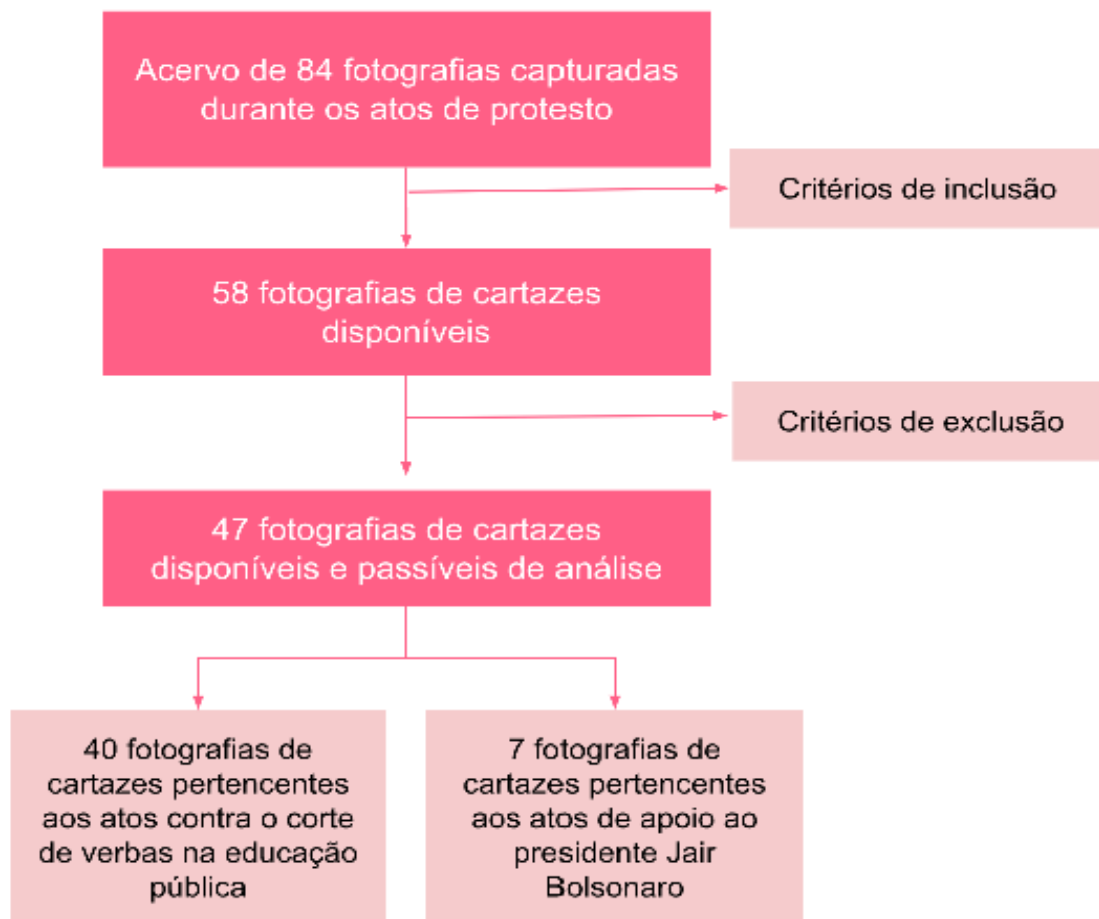 Acervo de 84 fotografias capturadas
durante os atos de protesto
Critérios de inclusão
58 fotografias de cartazes
disponíveis
Critérios de exclusão
47 fotografias de cartazes
disponíveis e passíveis de análise
40 fotografias de
cartazes pertencentes
aos atos contra o corte
de verbas na educação
pública
7 fotografias de
cartazes pertencentes
aos atos de apoio ao
presidente Jair
Bolsonaro